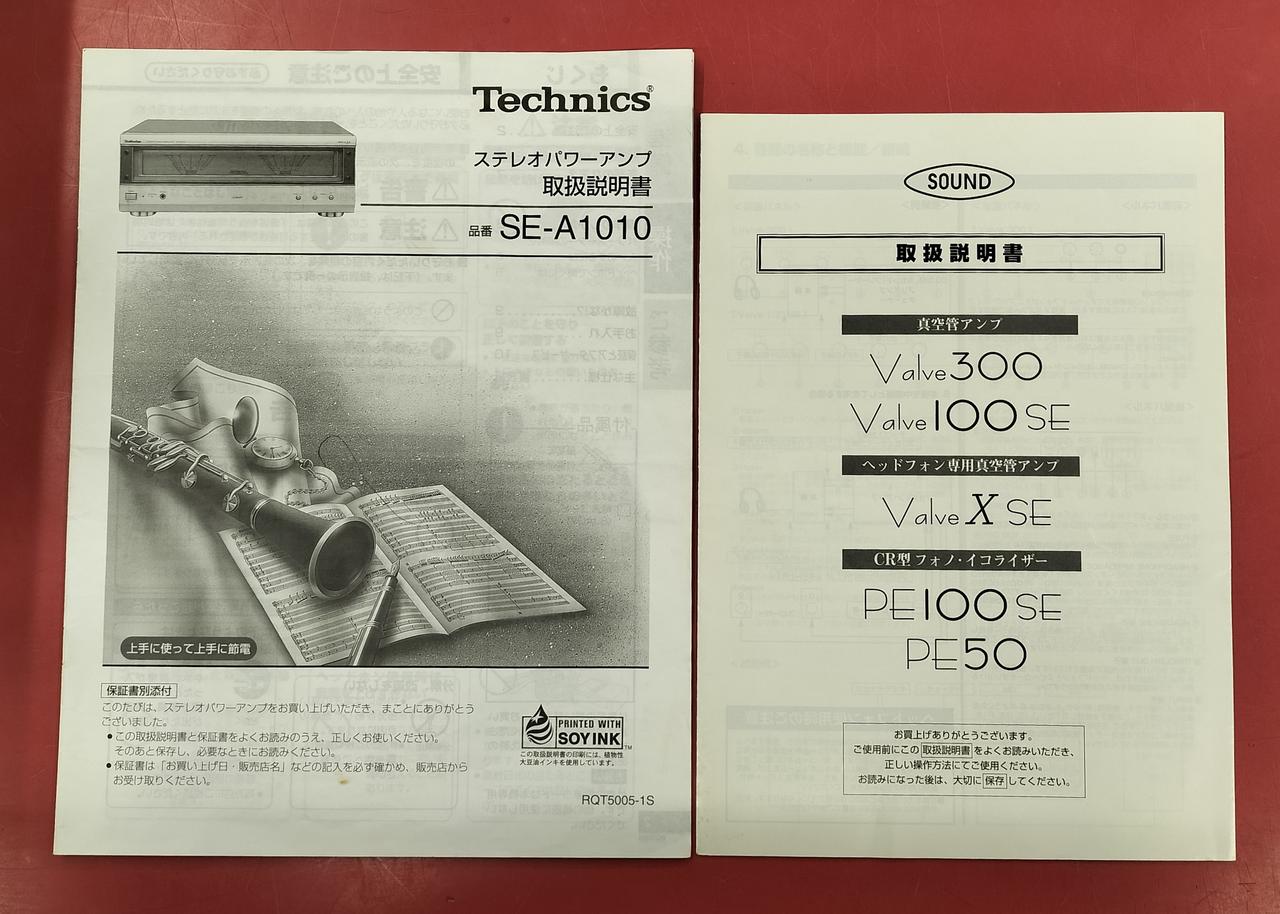 Technics®
ステレオパワーアンプ
取扱説明書
品番 SE-A1010
上手に使って上手に節電
保証書別添付
このたびは、ステレオパワーアンプをお買い上げいただき、まことにありがとう
ございました。
●この取扱説明書と保証書をよくお読みのうえ、正しくお使いください。
そのあと保存し、必要なときにお読みください。
●保証書は「お買い上げ日・販売店名」などの記入を必ず確かめ、販売店から
お受け取りください。
PRINTED WITH
SOY INK™
この取扱説明書の印刷には、植物性
大豆油インキを使用しています。
RQT5005-1S
SOUND
取扱説明書
真空管アンプ
Valve300
Valve100SE
ヘッドフォン専用真空管アンプ
Valve X SE
CR型フォノ・イコライザー
PE100SE
PE50
お買上げありがとうございます。
ご使用前にこの取扱説明書をよくお読みいただき、
正しい操作方法にてご使用ください。
お読みになった後は、大切に保存してください。